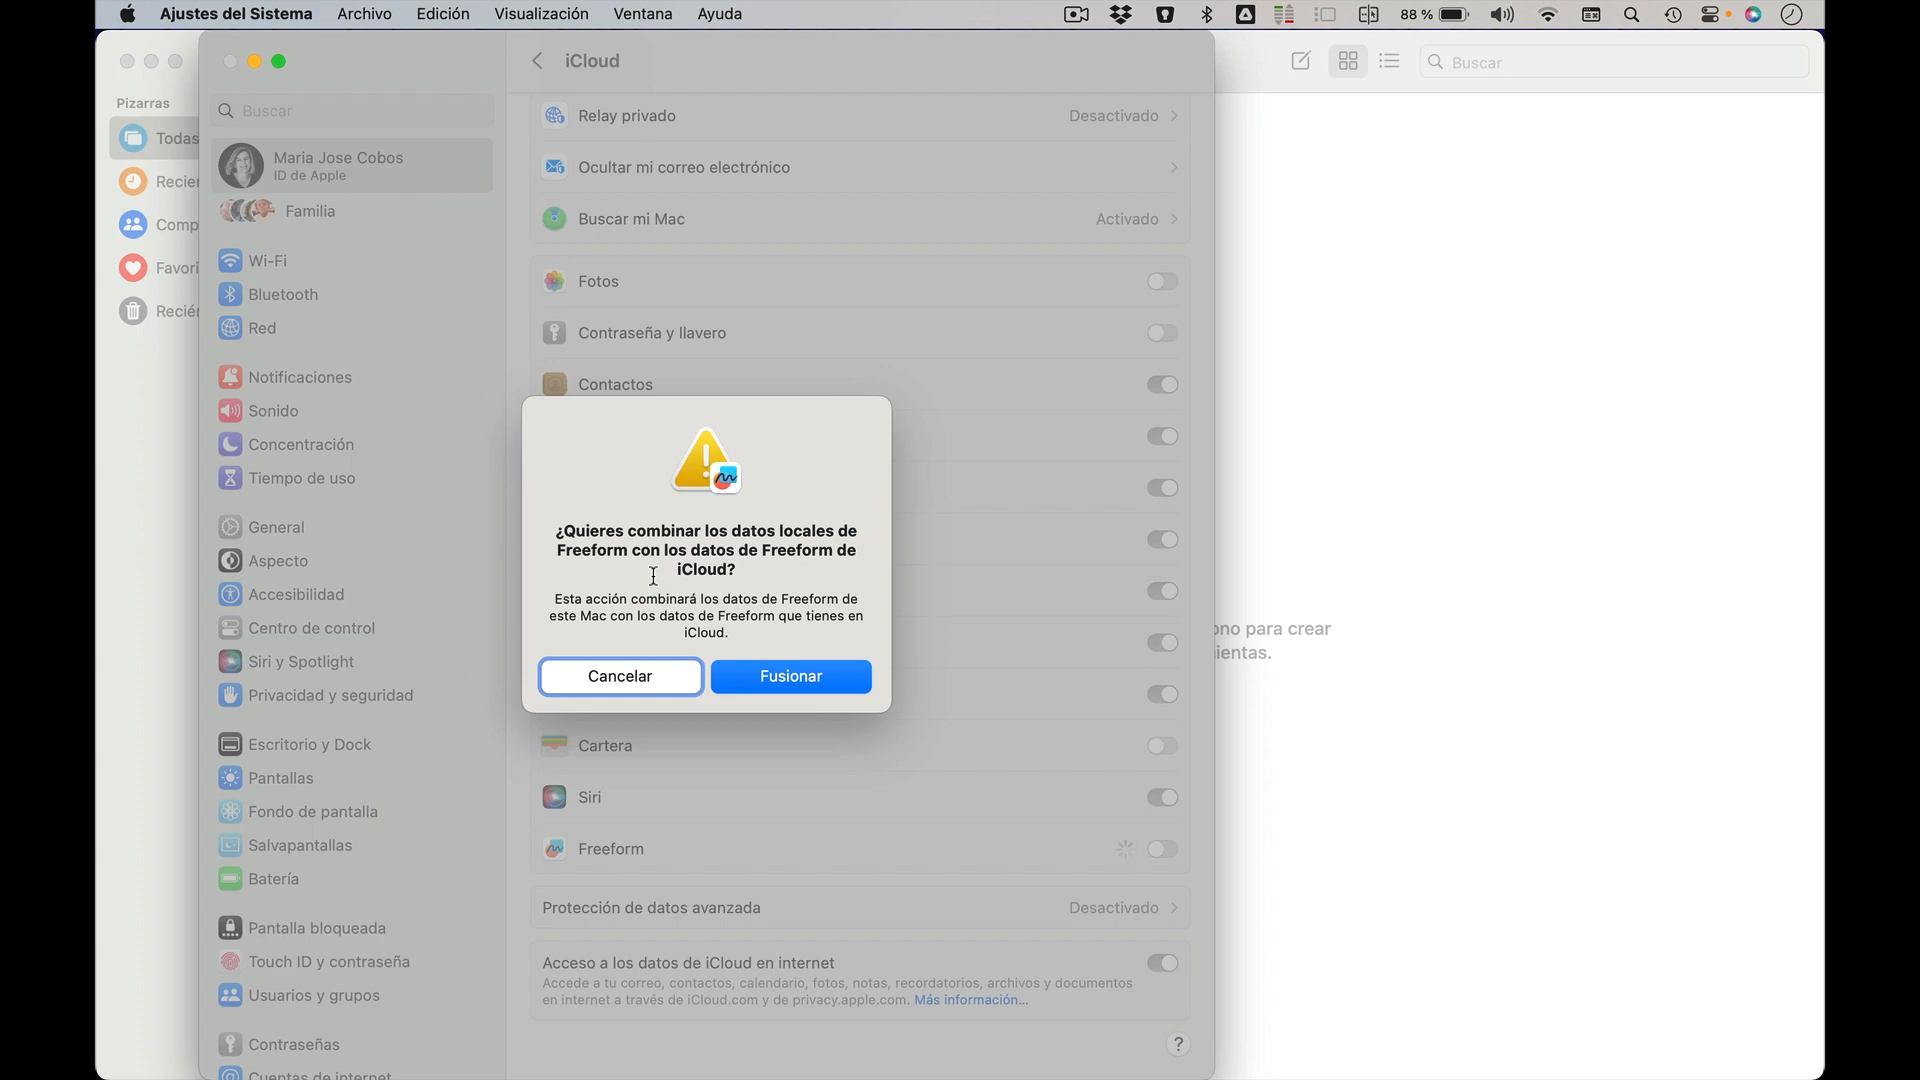 Ajustes del Sistema Archivo Edición Visualización Ventana Ayuda 88 %
Pizarras
Todas
Favori
Buscar
Maria Jose Cobos
ID de Apple
Familia
Wi-Fi
Bluetooth
Red
Notificaciones
Sonido
Concentración
Tiempo de uso
General
Aspecto
Accesibilidad
Centro de control
Siri y Spotlight
Privacidad y seguridad
Escritorio y Dock
Pantallas
Fondo de pantalla
Salvapantallas
Batería
Pantalla bloqueada
Touch ID y contraseña
Usuarios y grupos
Contraseñas
Cuentas de internet
iCloud
Relay privado Desactivado
Ocultar mi correo electrónico
Buscar mi Mac Activado
Fotos
Contraseña y llavero
Contactos
¿Quieres combinar los datos locales de
Freeform con los datos de Freeform de
iCloud?
Esta acción combinará los datos de Freeform de
este Mac con los datos de Freeform que tienes en
iCloud.
Cancelar Fusionar
Cartera
Siri
Freeform
Protección de datos avanzada Desactivado
Acceso a los datos de iCloud en internet
Accede a tu correo, contactos, calendario, fotos, notas, recordatorios, archivos y documentos
en internet a través de iCloud.com y de privacy.apple.com. Más información...
?
Buscar
ono para crear
ientas.